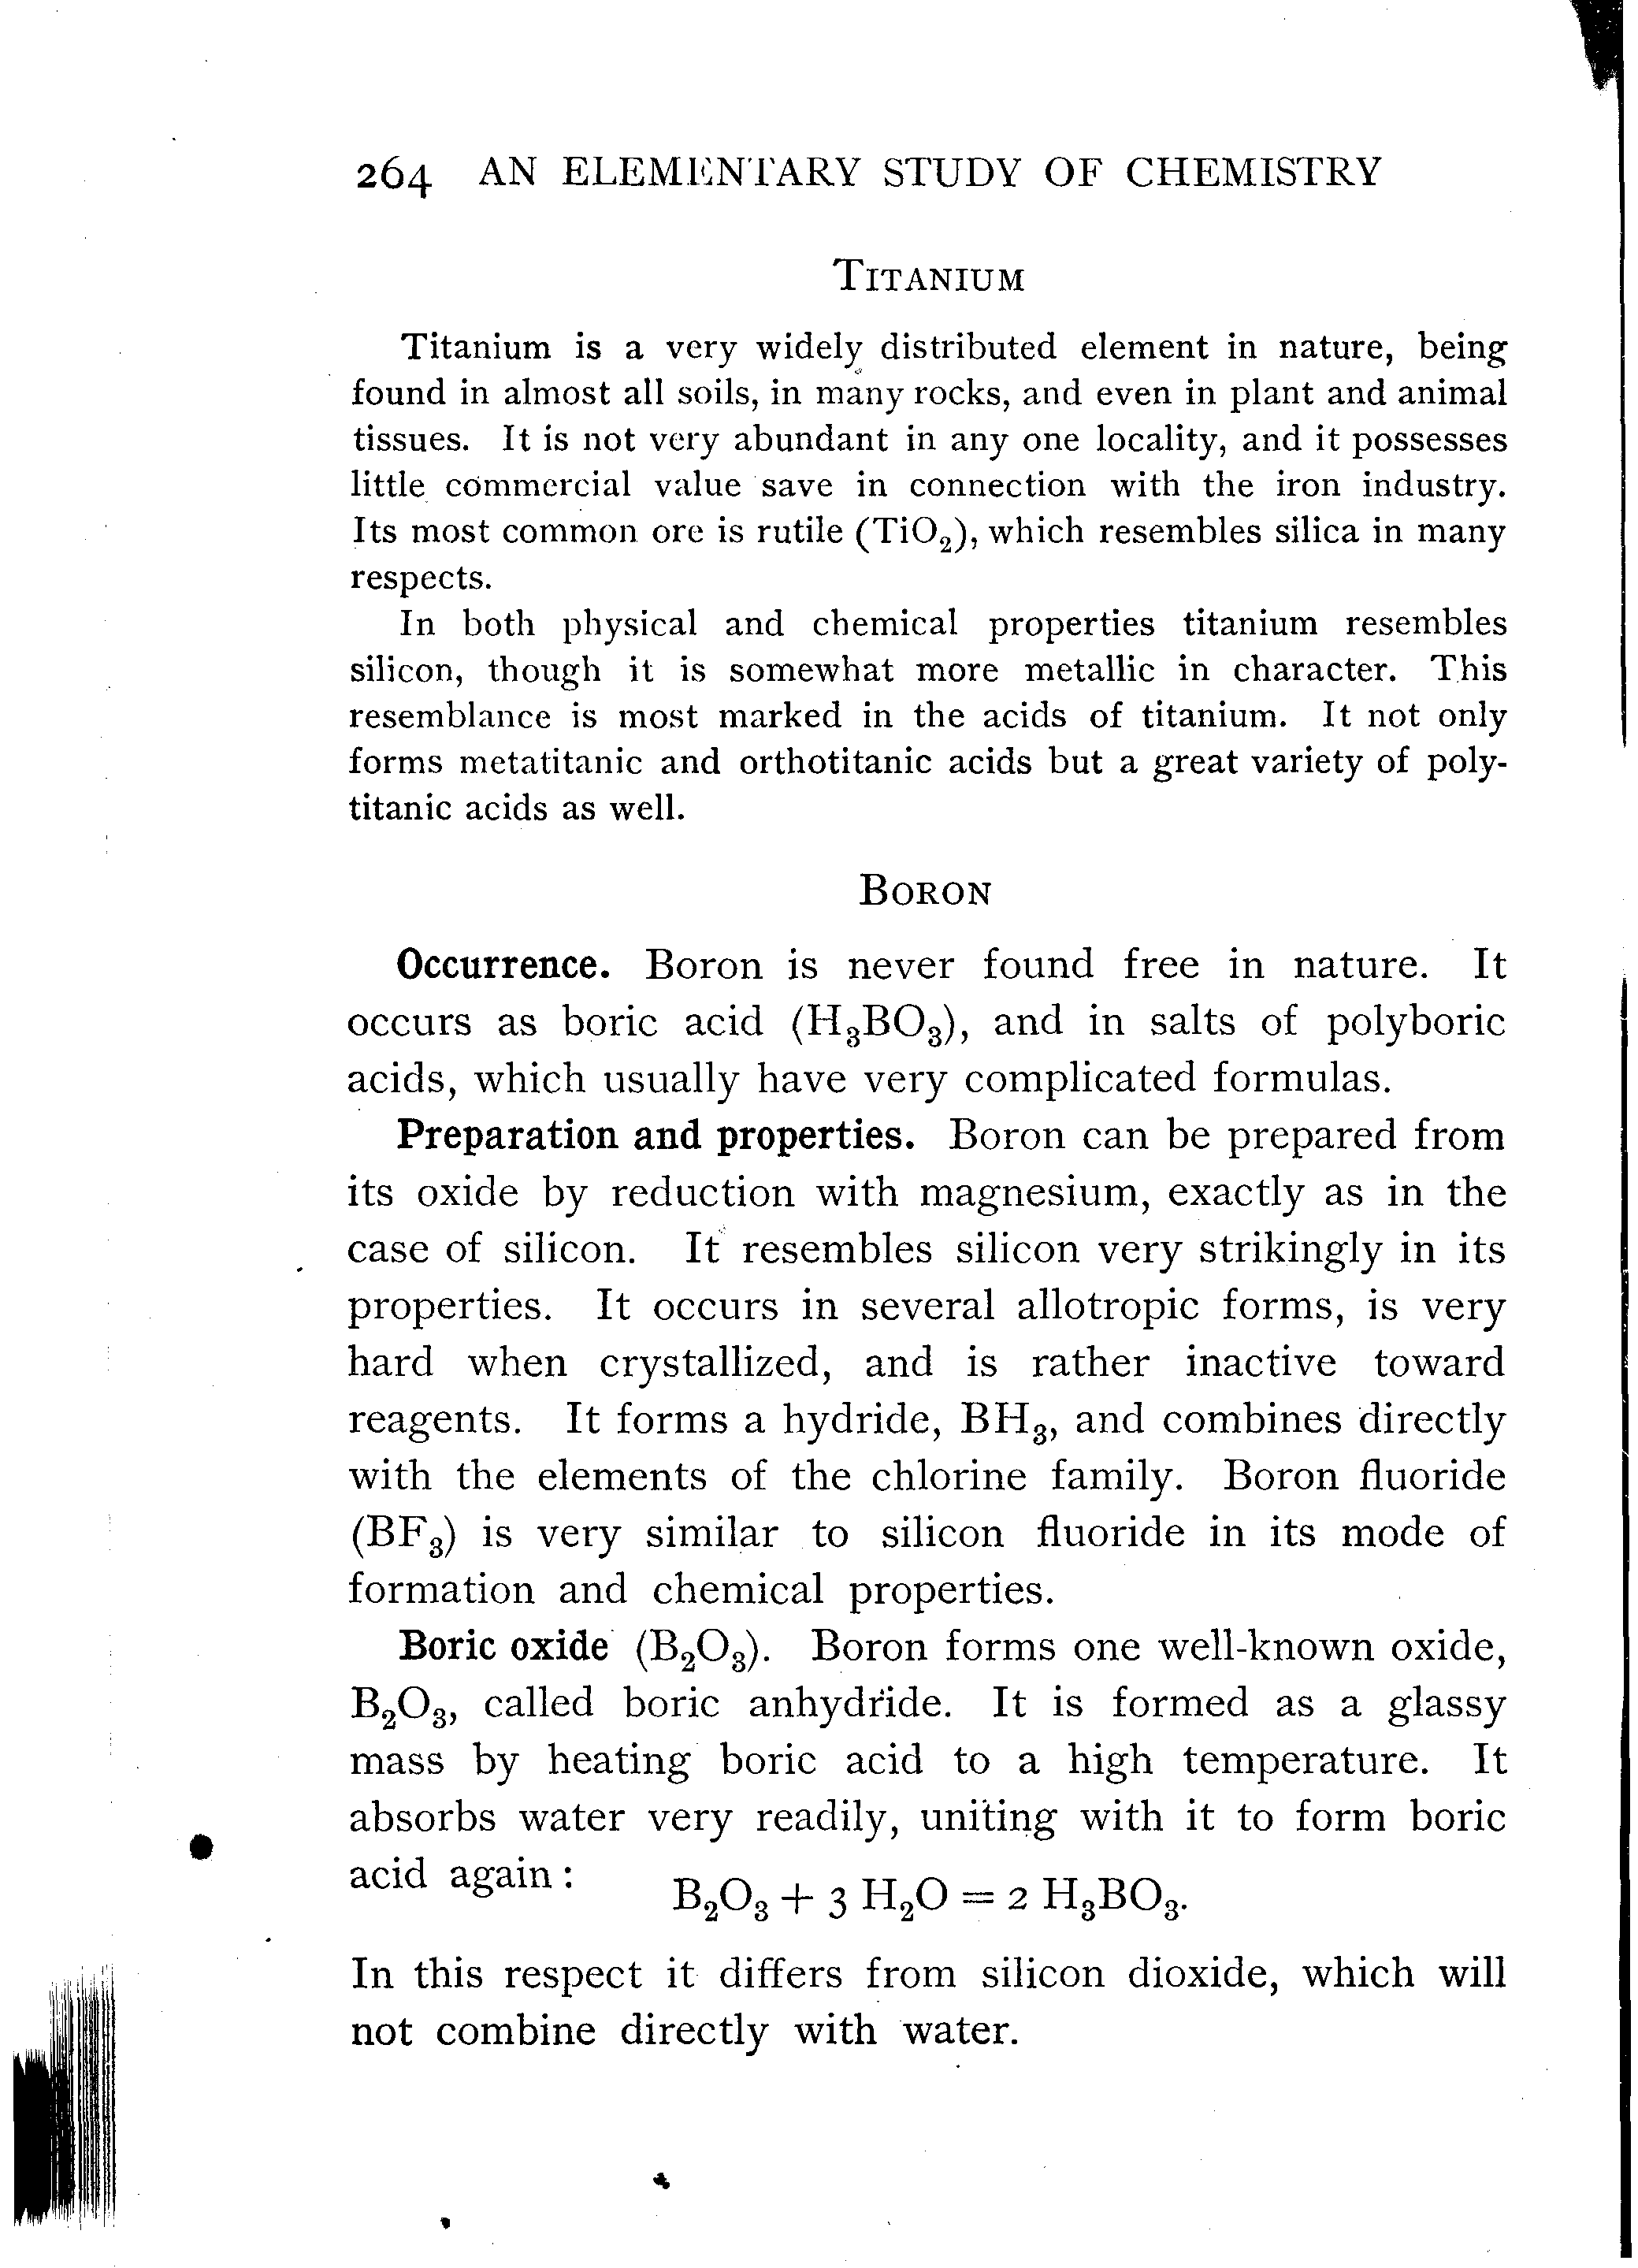 264 AN ELEMENTARY STUDY OF CHEMISTRY
TITANIUM
Titanium is a very widely distributed element in nature, being
found in almost all soils, in many rocks, and even in plant and animal
tissues. It is not very abundant in any one locality, and it possesses
little commercial value save in connection with the iron industry.
Its most common ore is rutile (TiO₂), which resembles silica in many
respects.
In both physical and chemical properties titanium resembles
silicon, though it is somewhat more metallic in character. This
resemblance is most marked in the acids of titanium. It not only
forms metatitanic and orthotitanic acids but a great variety of poly-
titanic acids as well.
BORON
Occurrence. Boron is never found free in nature. It
occurs as boric acid (H₃BO₃), and in salts of polyboric
acids, which usually have very complicated formulas.
Preparation and properties. Boron can be prepared from
its oxide by reduction with magnesium, exactly as in the
case of silicon. It resembles silicon very strikingly in its
properties. It occurs in several allotropic forms, is very
hard when crystallized, and is rather inactive toward
reagents. It forms a hydride, BH₃, and combines directly
with the elements of the chlorine family. Boron fluoride
(BF₃) is very similar to silicon fluoride in its mode of
formation and chemical properties.
Boric oxide (B₂O₃). Boron forms one well-known oxide,
B₂O₃, called boric anhydride. It is formed as a glassy
mass by heating boric acid to a high temperature. It
absorbs water very readily, uniting with it to form boric
acid again:
B₂O₃ + 3 H₂O = 2 H₃BO₃.
In this respect it differs from silicon dioxide, which will
not combine directly with water.